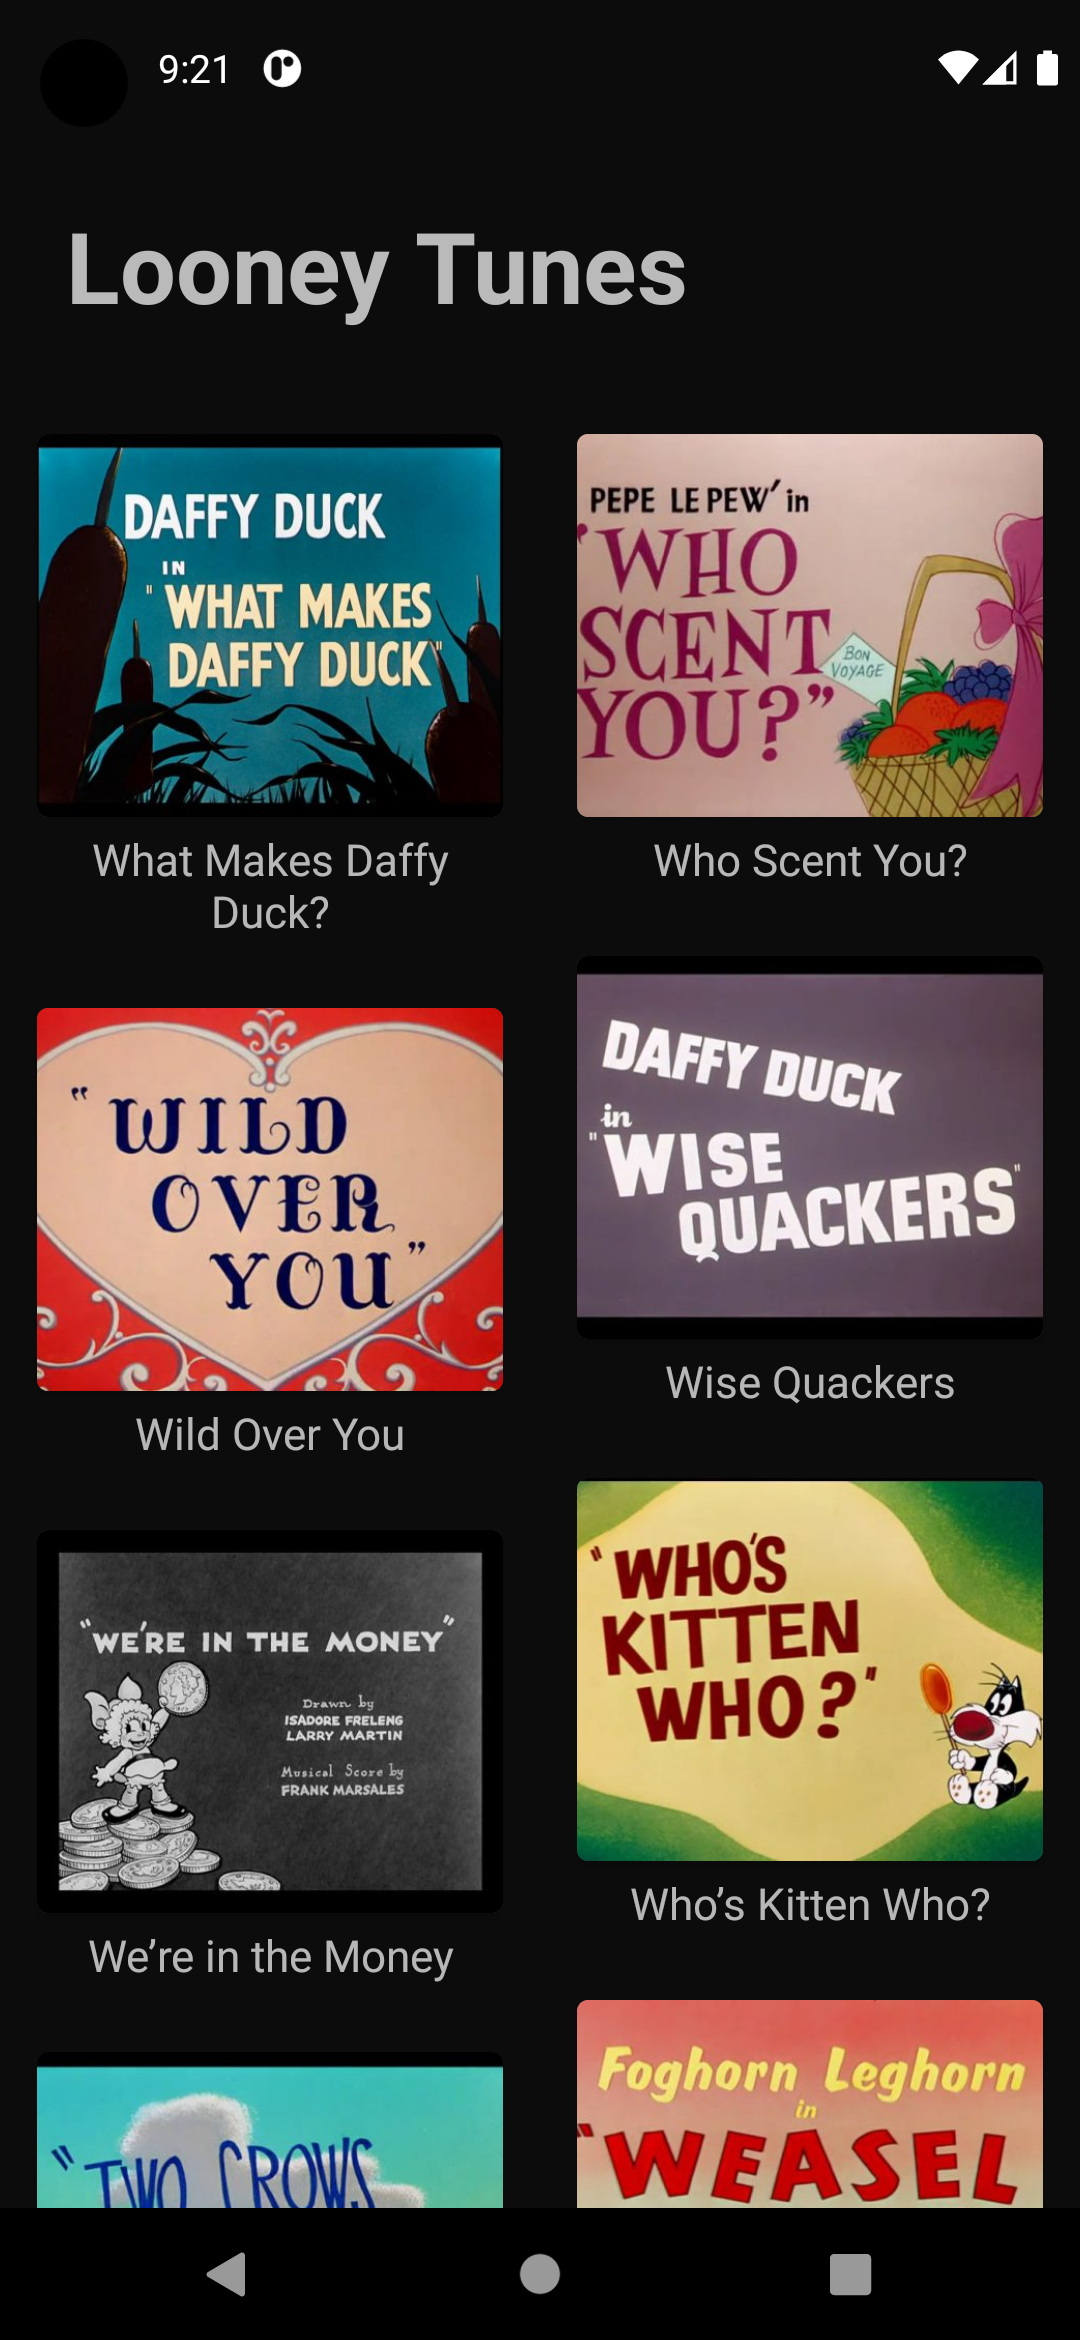 9:21
Looney Tunes
DAFFY DUCK
IN
"WHAT MAKES
DAFFY DUCK"
What Makes Daffy
Duck?
PEPE LE PEW' in
"WHO
SCENT
YOU?"
BON
VOYAGE
Who Scent You?
"WILD
OVER
YOU"
Wild Over You
DAFFY DUCK
in
"WISE
QUACKERS"
Wise Quackers
"WE'RE IN THE MONEY"
Drawn by
ISADORE FRELENG
LARRY MARTIN
Musical Score by
FRANK MARSALES
We’re in the Money
"WHO'S
KITTEN
WHO?"
Who’s Kitten Who?
"TWO CROWS
Foghorn Leghorn
in
"WEASEL